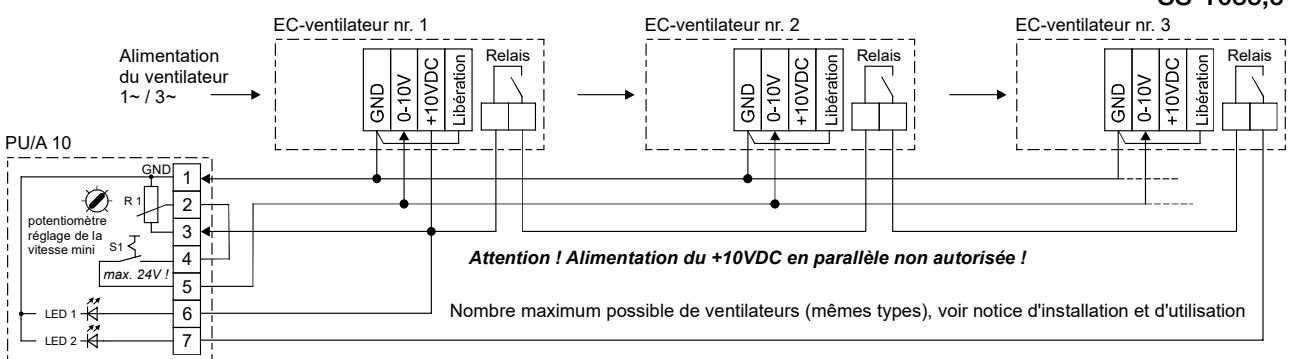 EC-ventilateur nr. 1
EC-ventilateur nr. 2
EC-ventilateur nr. 3
Alimentation
du ventilateur
1~ / 3~
GND
0-10V
+10VDC
Libération
Relais
GND
0-10V
+10VDC
Libération
Relais
GND
0-10V
+10VDC
Libération
Relais
PU/A 10
GND
1
R 1
2
potentiomètre
réglage de la
vitesse mini
3
S1
4
max. 24V !
5
LED 1
6
LED 2
7
Attention ! Alimentation du +10VDC en parallèle non autorisée !
Nombre maximum possible de ventilateurs (mêmes types), voir notice d'installation et d'utilisation